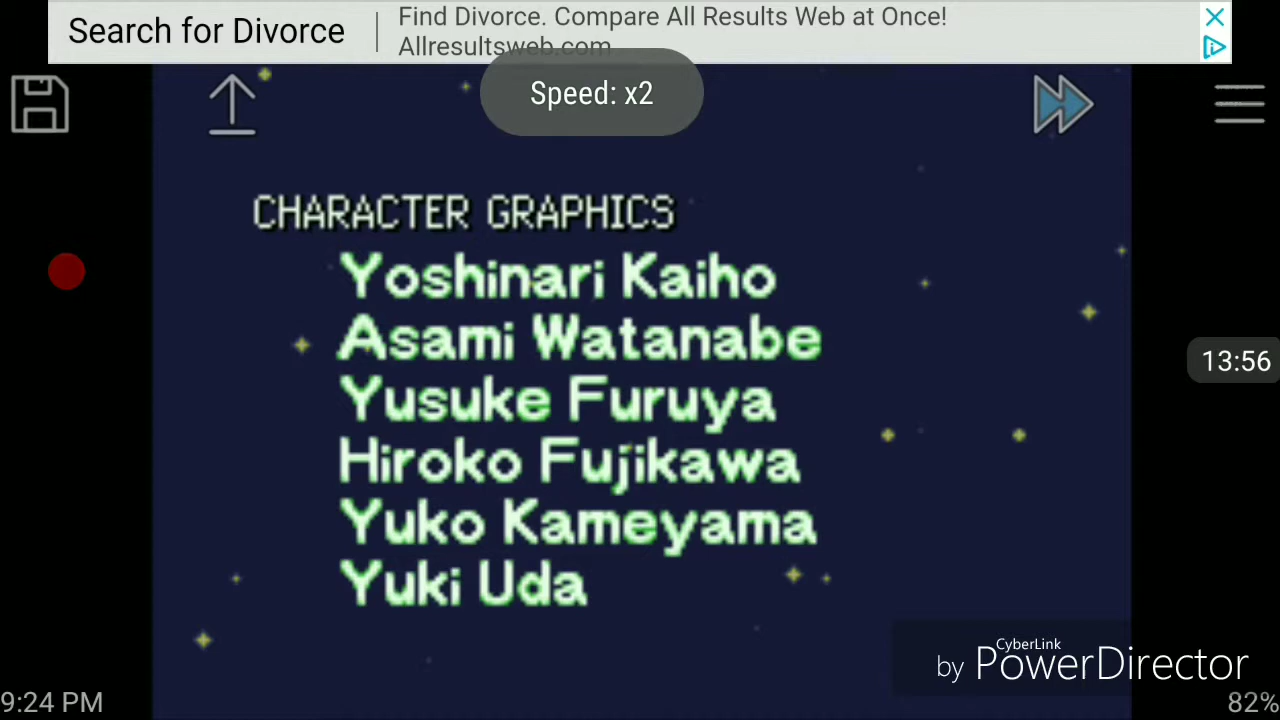 Search for Divorce
Find Divorce. Compare All Results Web at Once!
Allresultsweb.com
Speed: x2
CHARACTER GRAPHICS
Yoshinari Kaiho
Asami Watanabe
Yusuke Furuya
Hiroko Fujikawa
Yuko Kameyama
Yuki Uda
13:56
CyberLink
by PowerDirector
9:24 PM
82%